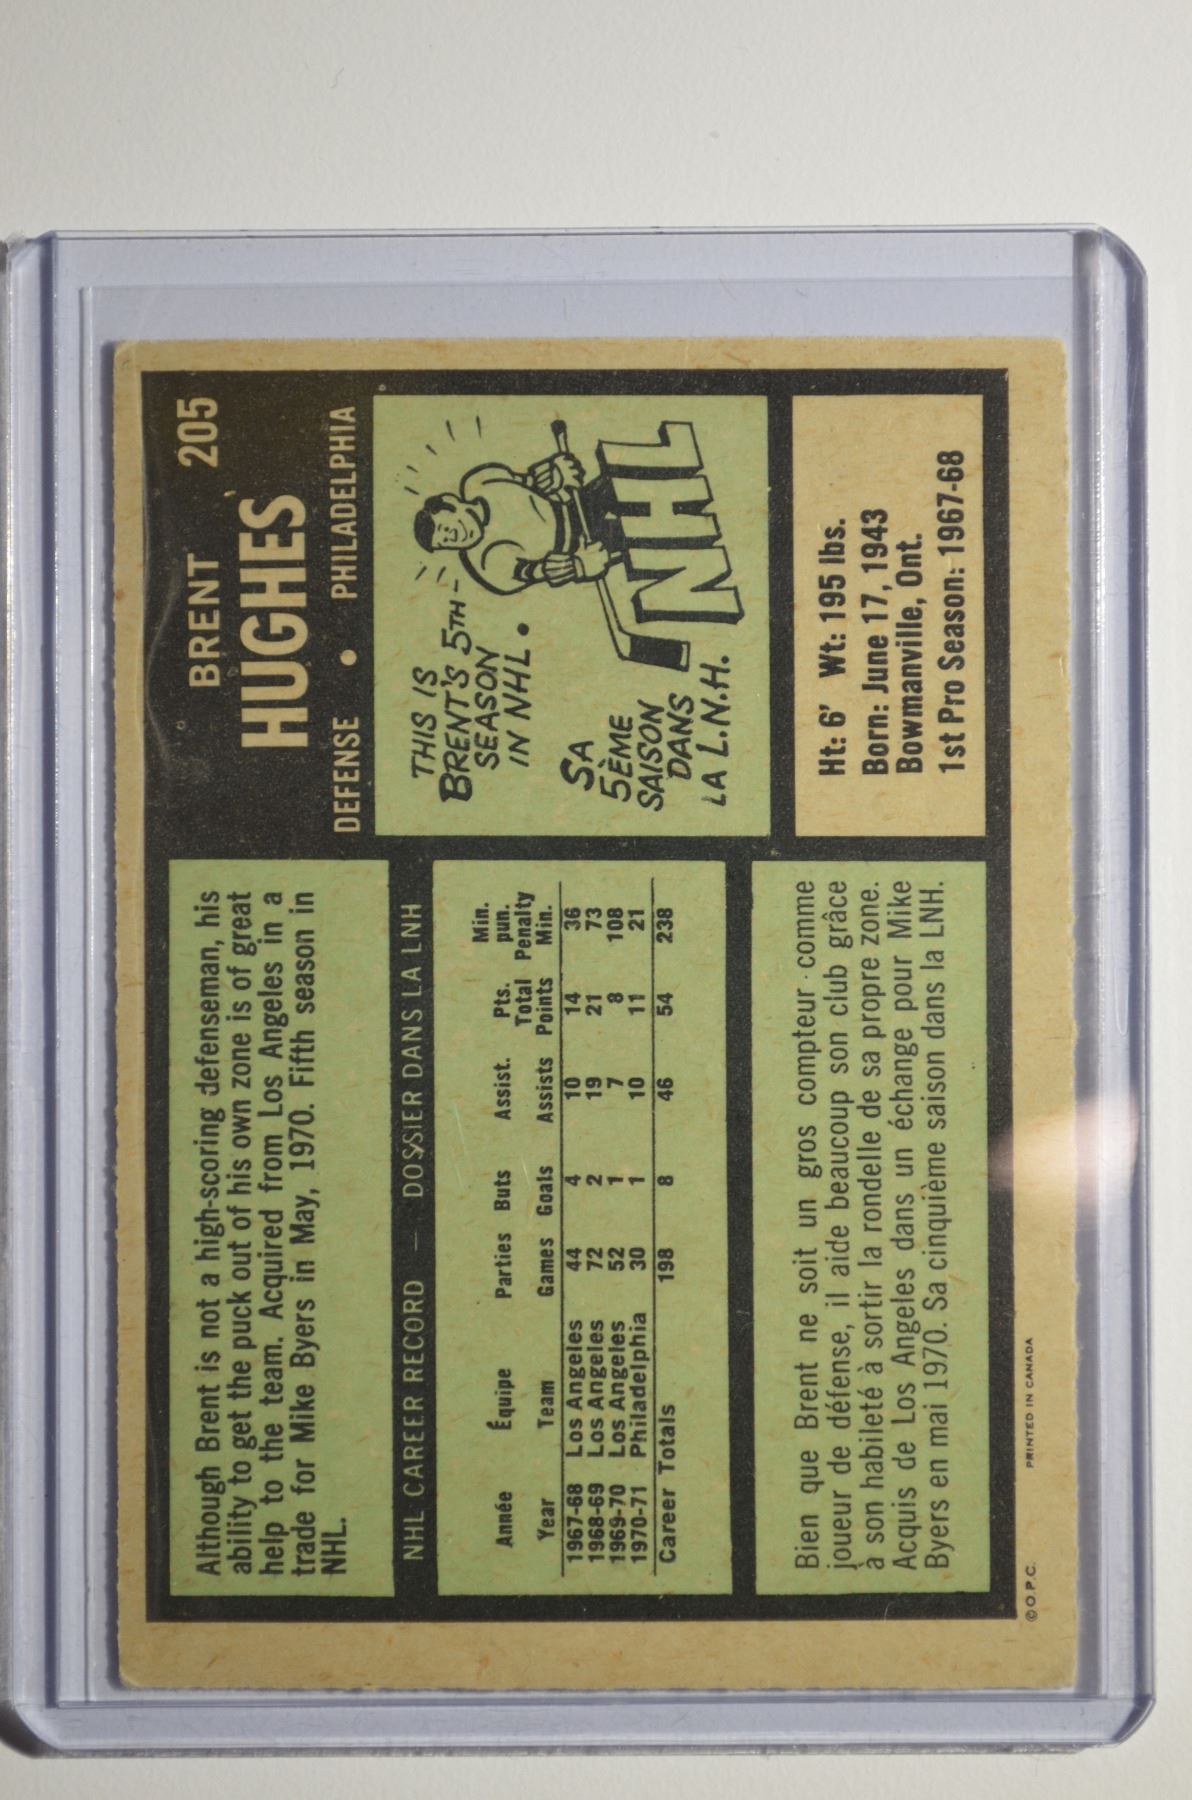 BRENT 205
HUGHES
DEFENSE • PHILADELPHIA
Although Brent is not a high-scoring defenseman, his
ability to get the puck out of his own zone is of great
help to the team. Acquired from Los Angeles in a
trade for Mike Byers in May, 1970. Fifth season in
NHL.
THIS IS
BRENT'S 5TH
SEASON
IN NHL.
SA
5ÈME
SAISON
DANS
LA L.N.H.
NHL
NHL CAREER RECORD — DOSSIER DANS LA LNH
Min.
Pts. pun.
Année Équipe Parties Buts Assist. Total Penalty
Year Team Games Goals Assists Points Min.
1967-68 Los Angeles 44 4 10 14 36
1968-69 Los Angeles 72 2 19 21 73
1969-70 Los Angeles 52 1 7 8 108
1970-71 Philadelphia 30 1 10 11 21
Career Totals 198 8 46 54 238
Ht: 6' Wt: 195 lbs.
Born: June 17, 1943
Bowmanville, Ont.
1st Pro Season: 1967-68
Bien que Brent ne soit un gros compteur comme
joueur de défense, il aide beaucoup son club grâce
à son habileté à sortir la rondelle de sa propre zone.
Acquis de Los Angeles dans un échange pour Mike
Byers en mai 1970. Sa cinquième saison dans la LNH.
©O.P.C. PRINTED IN CANADA